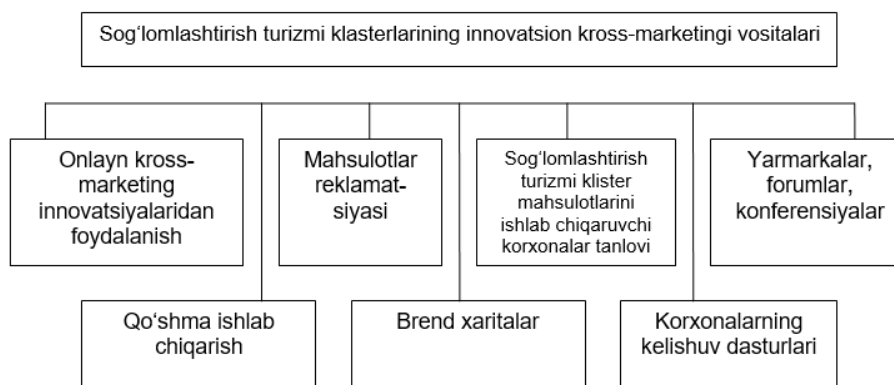 Sog‘lomlashtirish turizmi klasterlarining innovatsion kross-marketingi vositalari
Onlayn kross-
marketing
innovatsiyalaridan
foydalanish
Mahsulotlar
reklamat-
siyasi
Sog‘lomlashtirish
turizmi klister
mahsulotlarini
ishlab chiqaruvchi
korxonalar tanlovi
Yarmarkalar,
forumlar,
konferensiyalar
Qo‘shma ishlab
chiqarish
Brend xaritalar
Korxonalarning
kelishuv dasturlari